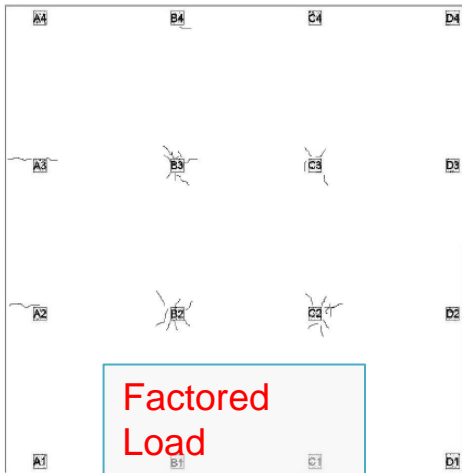 A4 B4 C4 D4
A3 B3 C3 D3
A2 B2 C2 D2
Factored
Load
A1 B1 C1 D1